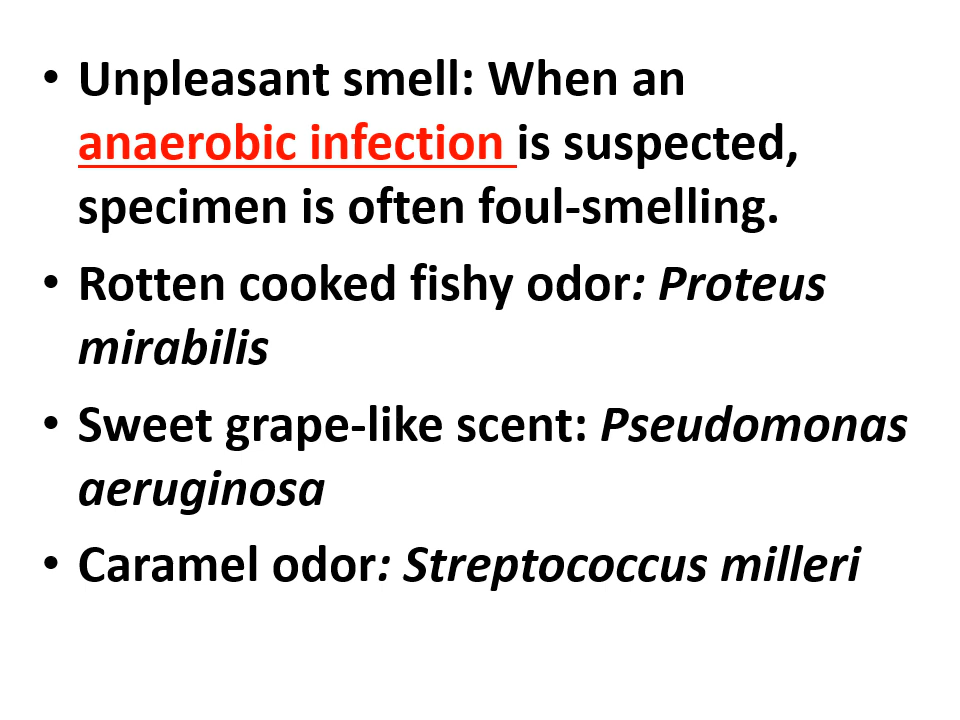 • Unpleasant smell: When an
anaerobic infection is suspected,
specimen is often foul-smelling.
• Rotten cooked fishy odor: Proteus
mirabilis
• Sweet grape-like scent: Pseudomonas
aeruginosa
• Caramel odor: Streptococcus milleri